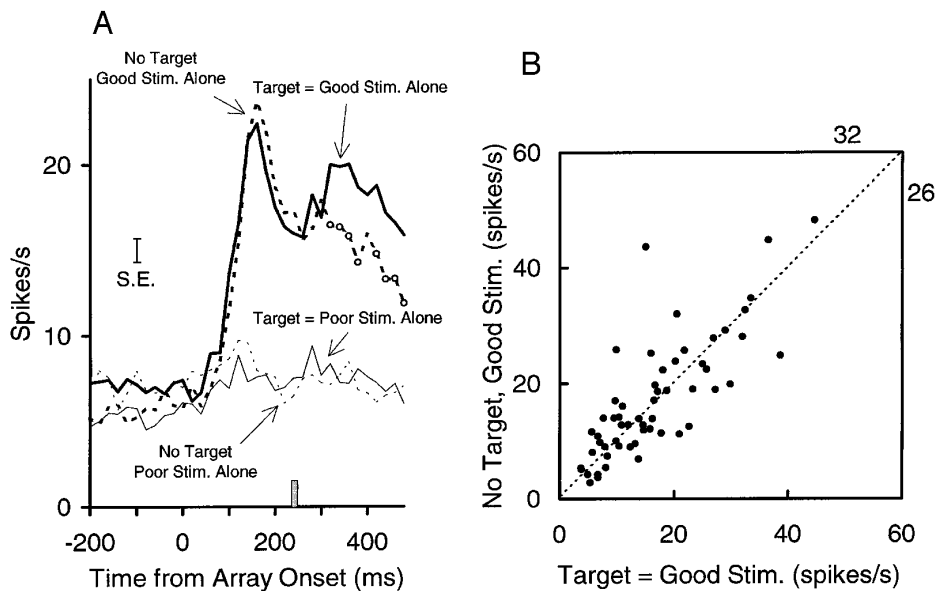 A
No Target
Good Stim. Alone
Target = Good Stim. Alone
20
10
0
Spikes/s
S.E.
Target = Poor Stim. Alone
No Target
Poor Stim. Alone
-200
0
200
400
Time from Array Onset (ms)
B
32
26
60
40
20
0
No Target, Good Stim. (spikes/s)
0
20
40
60
Target = Good Stim. (spikes/s)